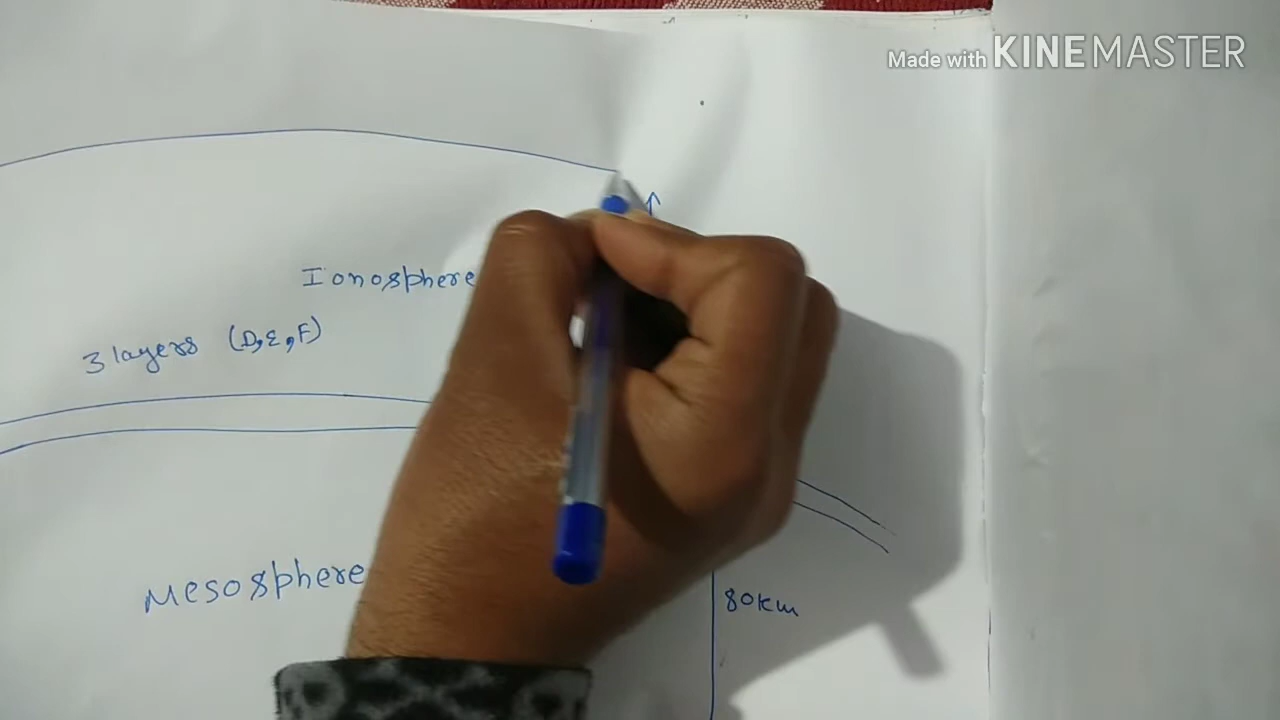 Made with KINEMASTER
Ionosphere
3 layers (D, E, F)
Mesosphere
80km